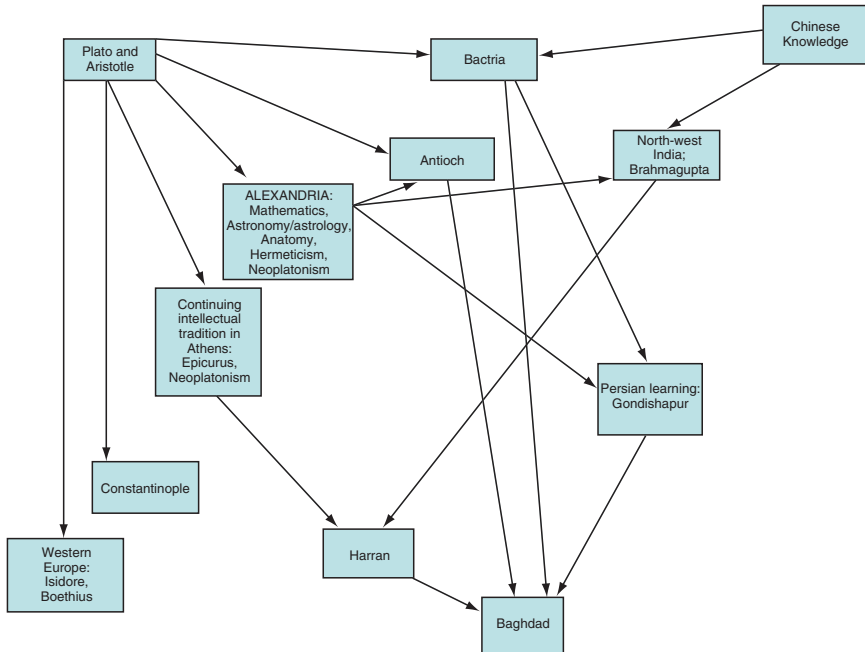 Plato and
Aristotle
Bactria
Chinese
Knowledge
Antioch
North-west
India;
Brahmagupta
ALEXANDRIA:
Mathematics,
Astronomy/astrology,
Anatomy,
Hermeticism,
Neoplatonism
Continuing
intellectual
tradition in
Athens:
Epicurus,
Neoplatonism
Persian learning:
Gondishapur
Constantinople
Western
Europe:
Isidore,
Boethius
Harran
Baghdad